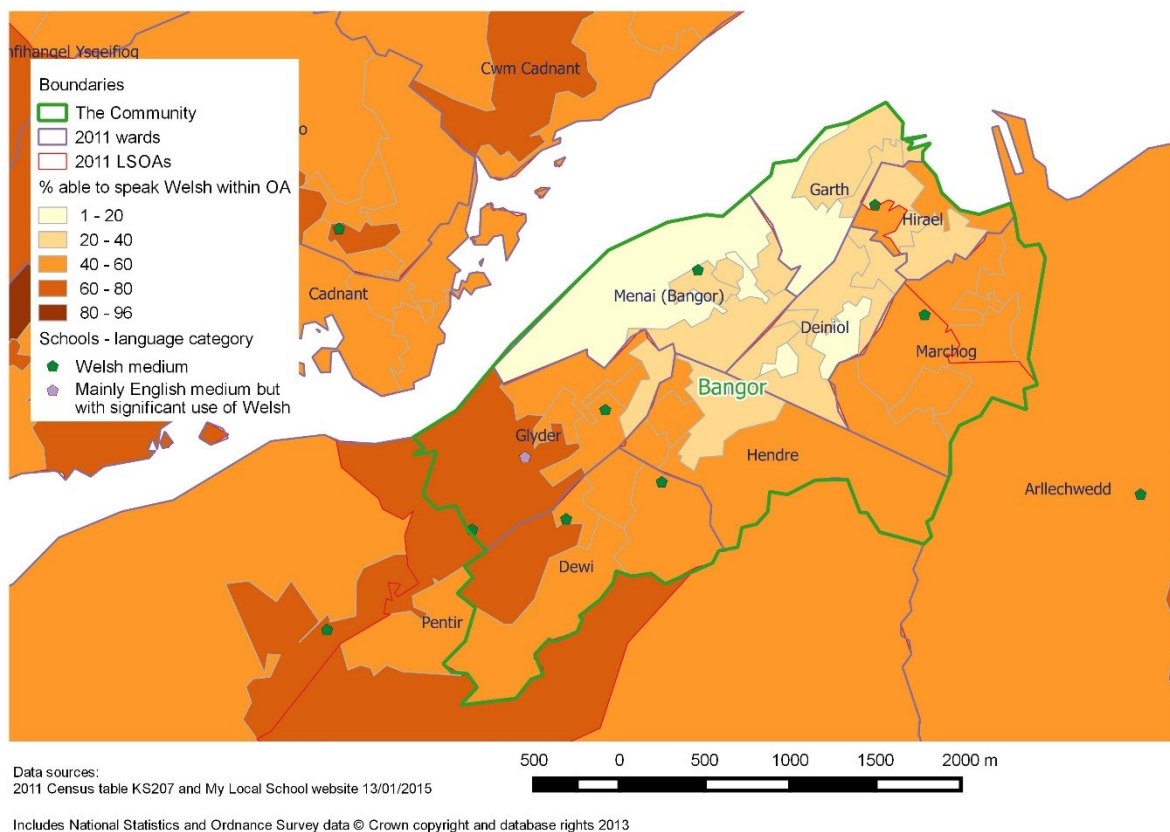 nfihangel Ysgeifiog
Cwm Cadnant
Boundaries
The Community
2011 wards
2011 LSOAs
% able to speak Welsh within OA
1 - 20
20 - 40
40 - 60
60 - 80
80 - 96
Schools - language category
Welsh medium
Mainly English medium but
with significant use of Welsh
o
Cadnant
Garth
Hirael
Menai (Bangor)
Deiniol
Marchog
Bangor
Glyder
Hendre
Arllechwedd
Dewi
Pentir
500 0 500 1000 1500 2000 m
Data sources:
2011 Census table KS207 and My Local School website 13/01/2015
Includes National Statistics and Ordnance Survey data © Crown copyright and database rights 2013